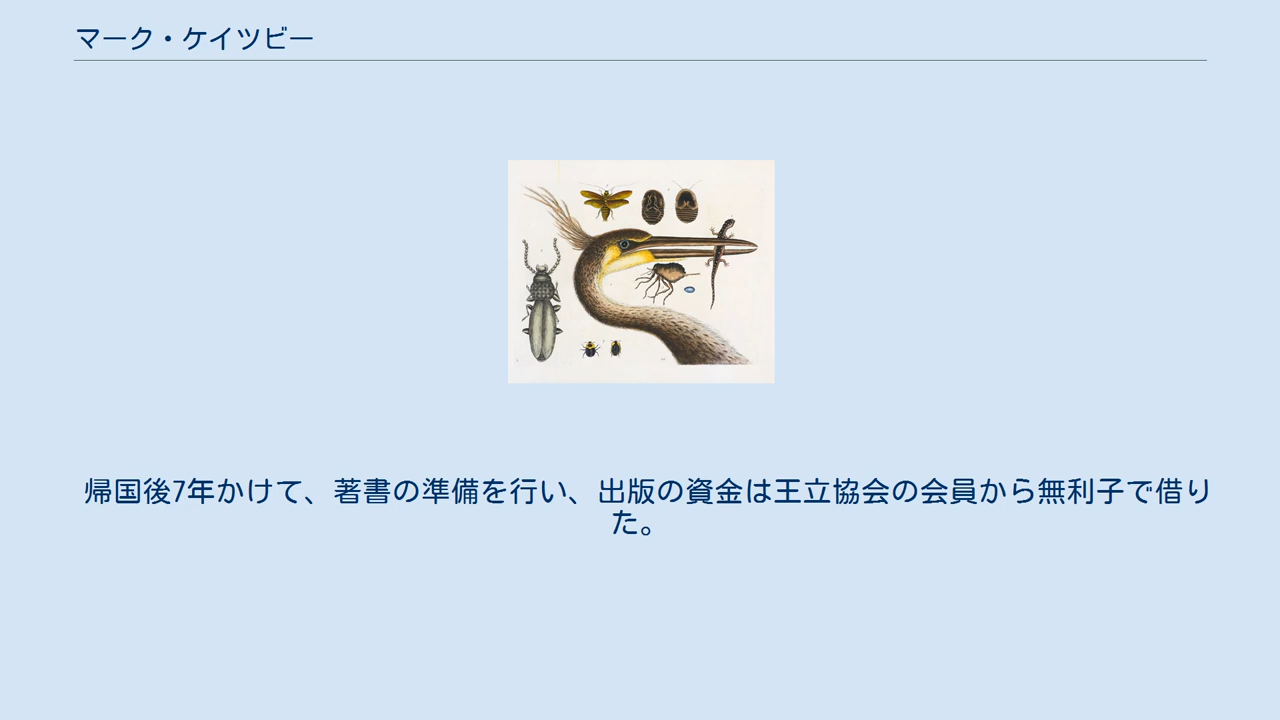 マーク・ケイツビー
帰国後7年かけて、著書の準備を行い、出版の資金は王立協会の会員から無利子で借り
た。